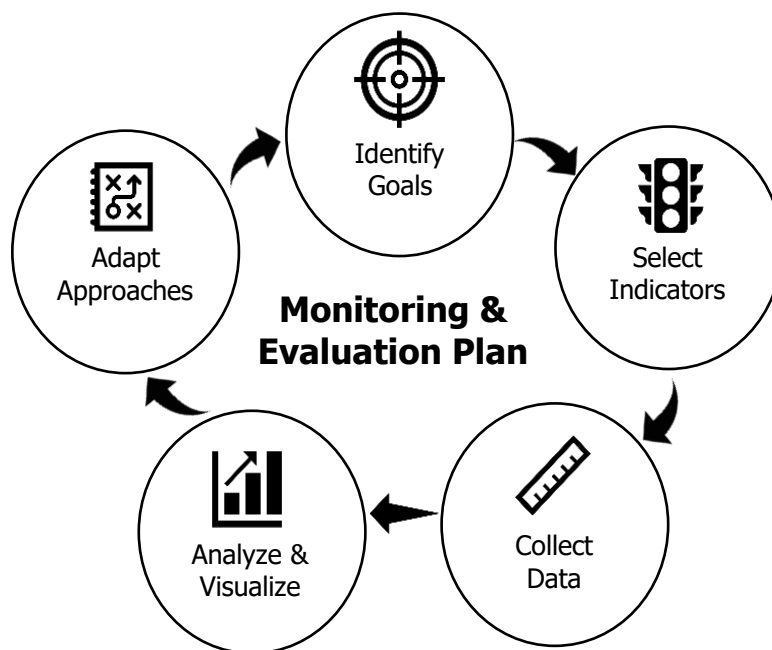 Identify
Goals
Select
Indicators
Collect
Data
Analyze &
Visualize
Adapt
Approaches
Monitoring &
Evaluation Plan